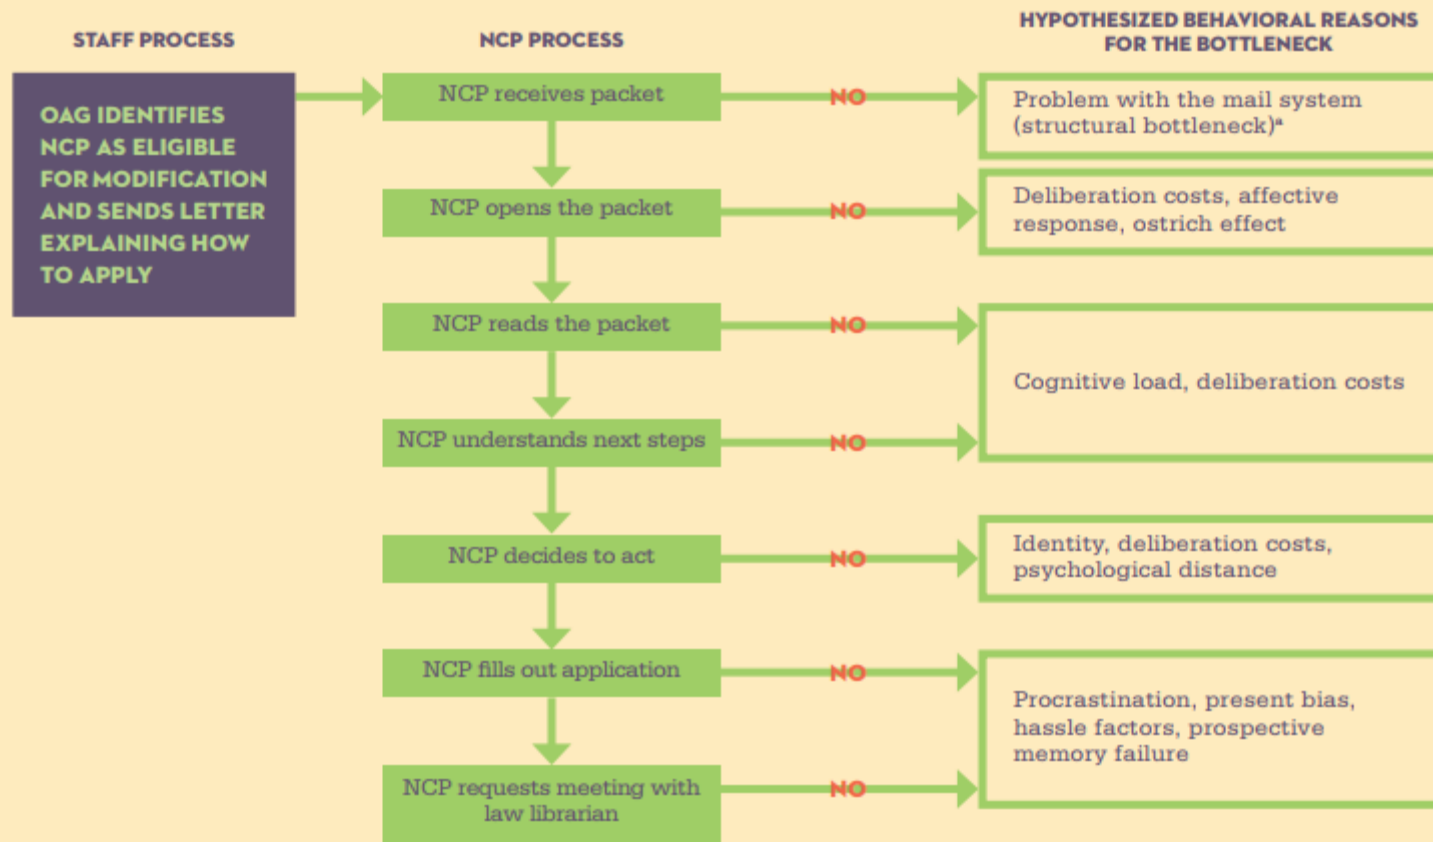 STAFF PROCESS
NCP PROCESS
HYPOTHESIZED BEHAVIORAL REASONS
FOR THE BOTTLENECK
OAG IDENTIFIES
NCP AS ELIGIBLE
FOR MODIFICATION
AND SENDS LETTER
EXPLAINING HOW
TO APPLY
NCP receives packet
NO
Problem with the mail system
(structural bottleneck)ᵃ
NCP opens the packet
NO
Deliberation costs, affective
response, ostrich effect
NCP reads the packet
NO
Cognitive load, deliberation costs
NCP understands next steps
NO
NCP decides to act
NO
Identity, deliberation costs,
psychological distance
NCP fills out application
NO
Procrastination, present bias,
hassle factors, prospective
memory failure
NCP requests meeting with
law librarian
NO